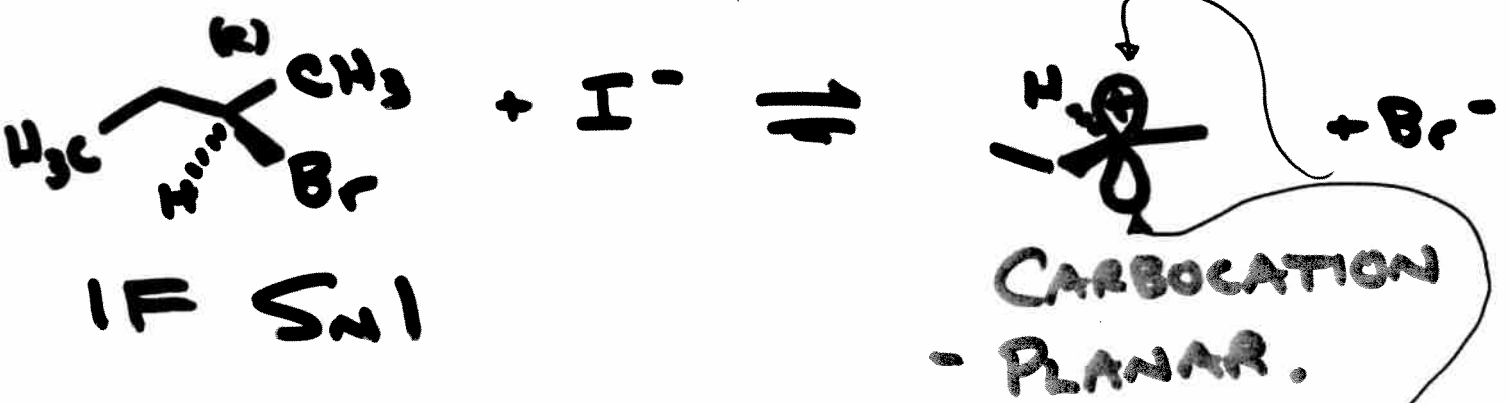 (R)
H₃C CH₃ H Br + I⁻ ⇌ H + + Br⁻
IF SN1
CARBOCATION
- PLANAR.